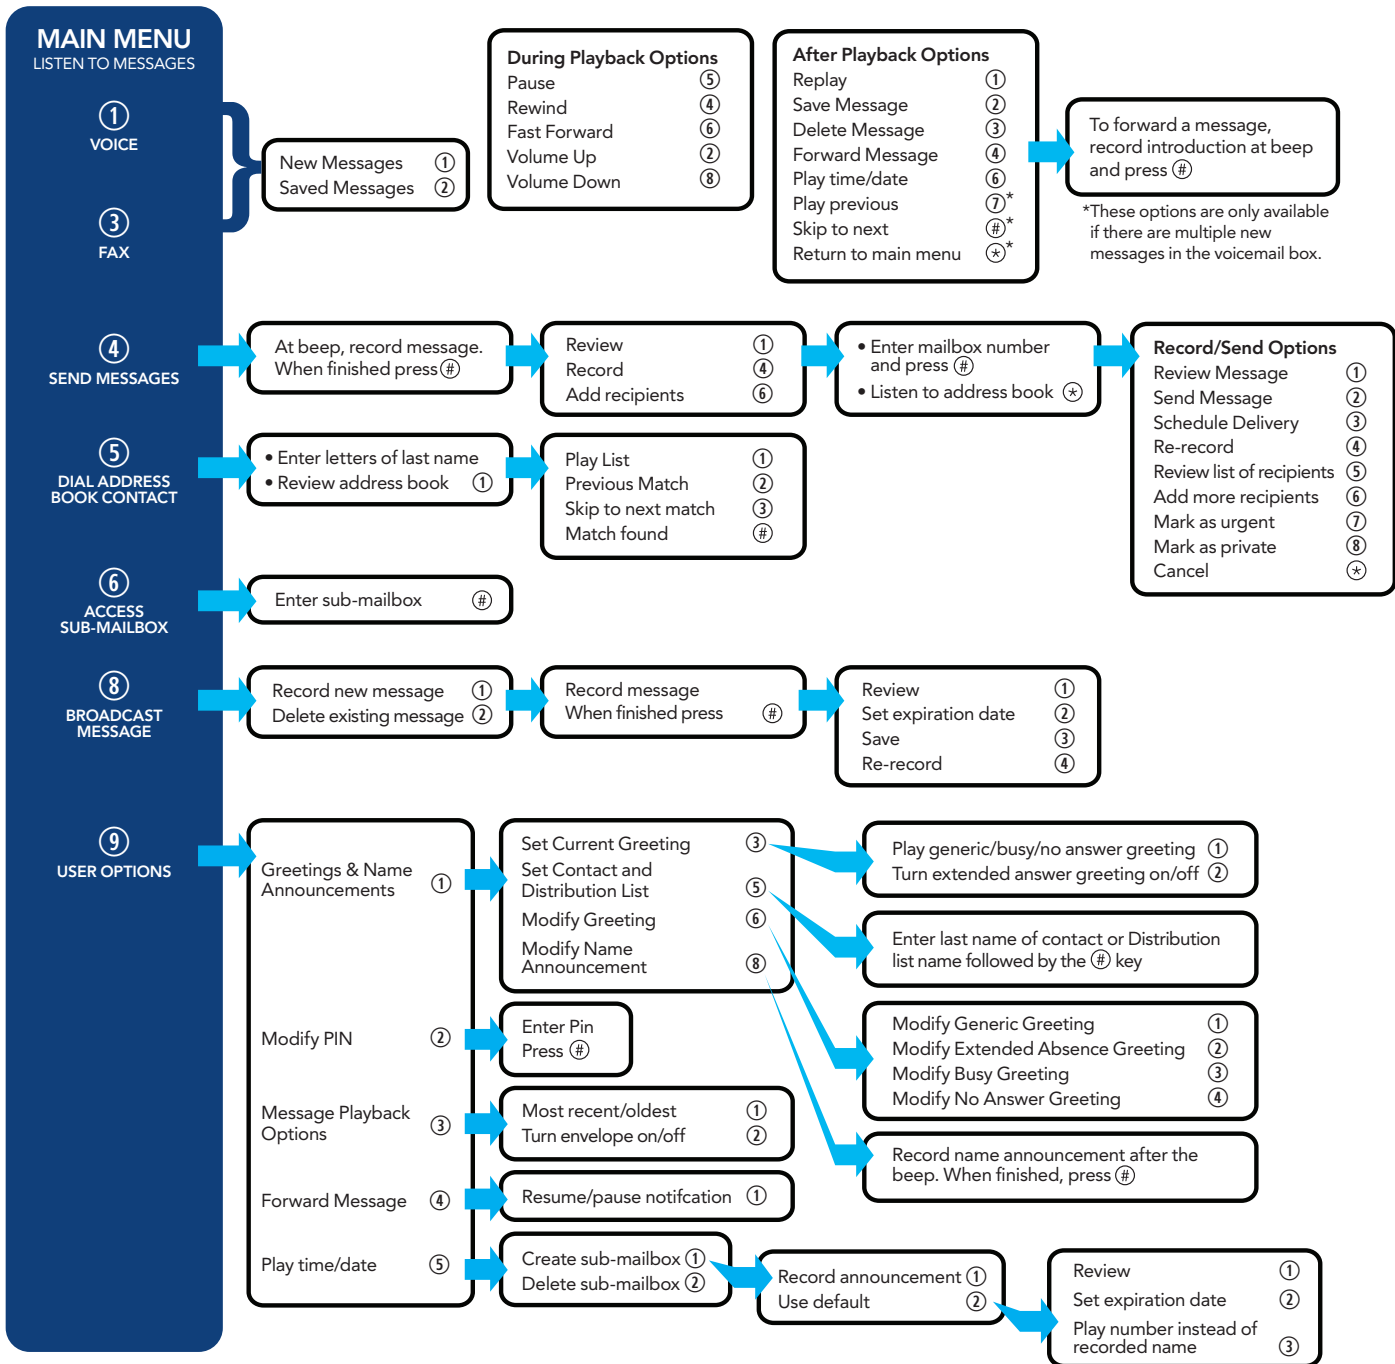 MAIN MENU
LISTEN TO MESSAGES
1
VOICE
3
FAX
New Messages 1
Saved Messages 2
During Playback Options
Pause 5
Rewind 4
Fast Forward 6
Volume Up 2
Volume Down 8
After Playback Options
Replay 1
Save Message 2
Delete Message 3
Forward Message 4
Play time/date 6
Play previous 7*
Skip to next #*
Return to main menu **
To forward a message,
record introduction at beep
and press #
*These options are only available
if there are multiple new
messages in the voicemail box.
4
SEND MESSAGES
At beep, record message.
When finished press #
Review 1
Record 4
Add recipients 6
• Enter mailbox number
and press #
• Listen to address book *
Record/Send Options
Review Message 1
Send Message 2
Schedule Delivery 3
Re-record 4
Review list of recipients 5
Add more recipients 6
Mark as urgent 7
Mark as private 8
Cancel *
5
DIAL ADDRESS
BOOK CONTACT
• Enter letters of last name
• Review address book 1
Play List 1
Previous Match 2
Skip to next match 3
Match found #
6
ACCESS
SUB-MAILBOX
Enter sub-mailbox #
8
BROADCAST
MESSAGE
Record new message 1
Delete existing message 2
Record message
When finished press #
Review 1
Set expiration date 2
Save 3
Re-record 4
9
USER OPTIONS
Greetings & Name
Announcements 1
Set Current Greeting 3
Set Contact and
Distribution List 5
Modify Greeting 6
Modify Name
Announcement 8
Play generic/busy/no answer greeting 1
Turn extended answer greeting on/off 2
Enter last name of contact or Distribution
list name followed by the # key
Modify Generic Greeting 1
Modify Extended Absence Greeting 2
Modify Busy Greeting 3
Modify No Answer Greeting 4
Record name announcement after the
beep. When finished, press #
Modify PIN 2
Enter Pin
Press #
Message Playback
Options 3
Most recent/oldest 1
Turn envelope on/off 2
Forward Message 4
Resume/pause notifcation 1
Play time/date 5
Create sub-mailbox 1
Delete sub-mailbox 2
Record announcement 1
Use default 2
Review 1
Set expiration date 2
Play number instead of
recorded name 3